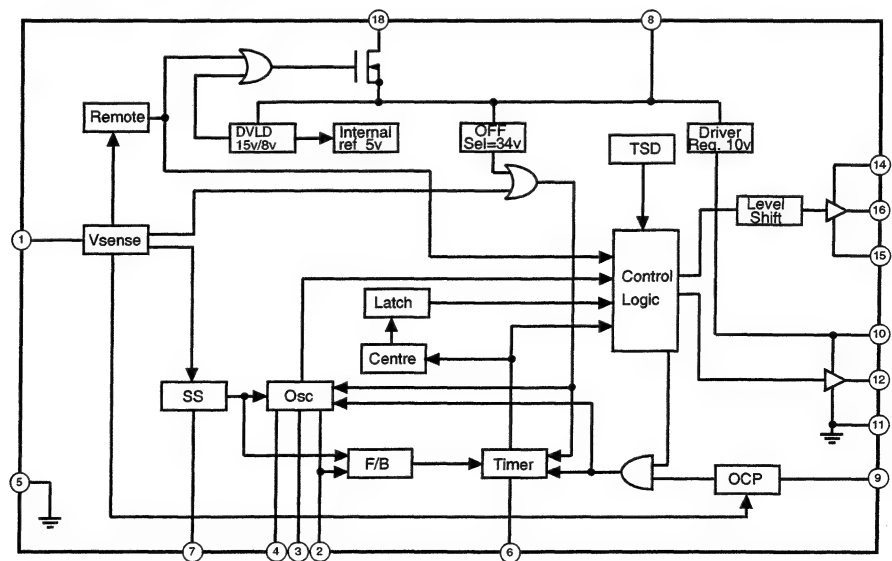 18
8
Remote
DVLD
15v/8v
Internal
ref 5v
OFF
Sel=34v
TSD
Driver
Reg. 10v
14
Level
Shift
16
1
Vsense
15
Control
Logic
Latch
10
Centre
12
SS
Osc
11
F/B
Timer
OCP
9
5
7
4
3
2
6